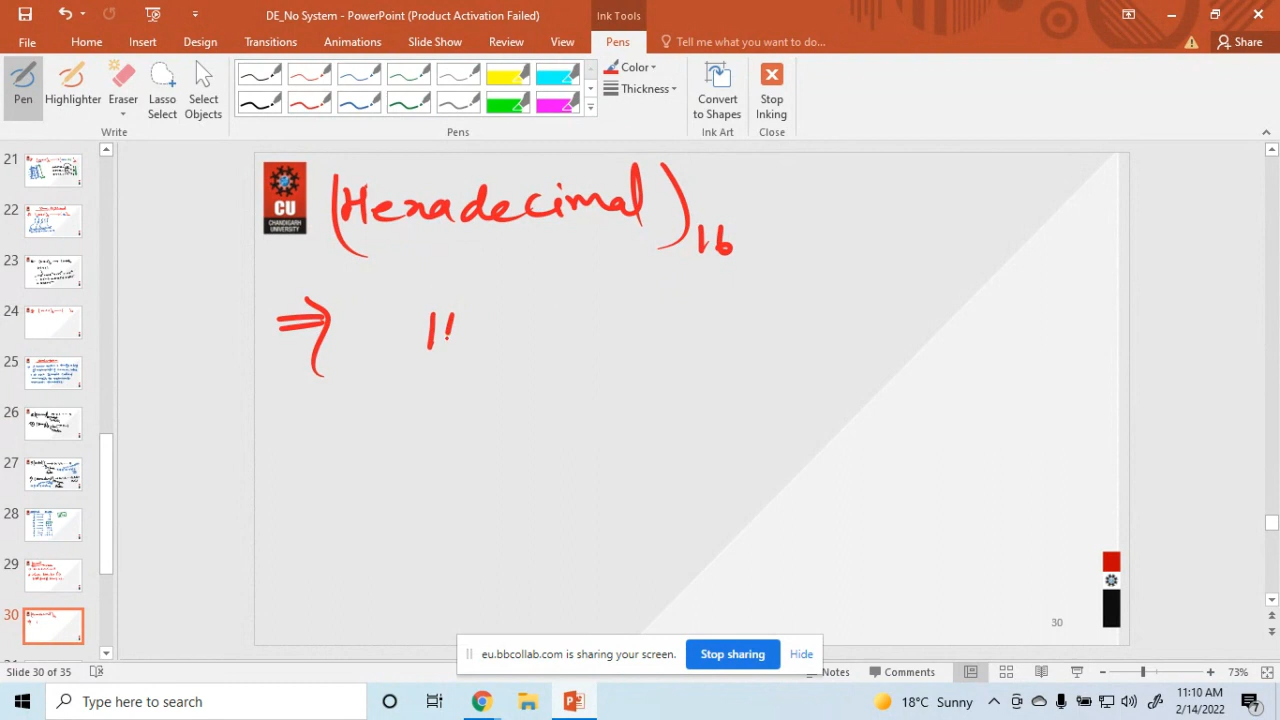 DE_No System - PowerPoint (Product Activation Failed)
Ink Tools
File Home Insert Design Transitions Animations Slide Show Review View Pens Tell me what you want to do... Share
Pen Highlighter Eraser Lasso Select Select Objects
Color
Thickness
Convert to Shapes
Stop Inking
Write Pens Ink Art Close
21
22
23
24
25
26
27
28
29
30
CU
CHANDIGARH
UNIVERSITY
(Hexadecimal)16
⇒
30
eu.bbcollab.com is sharing your screen. Stop sharing Hide
Slide 30 of 35 Notes Comments 73%
Type here to search
18°C Sunny
11:10 AM
2/14/2022
7